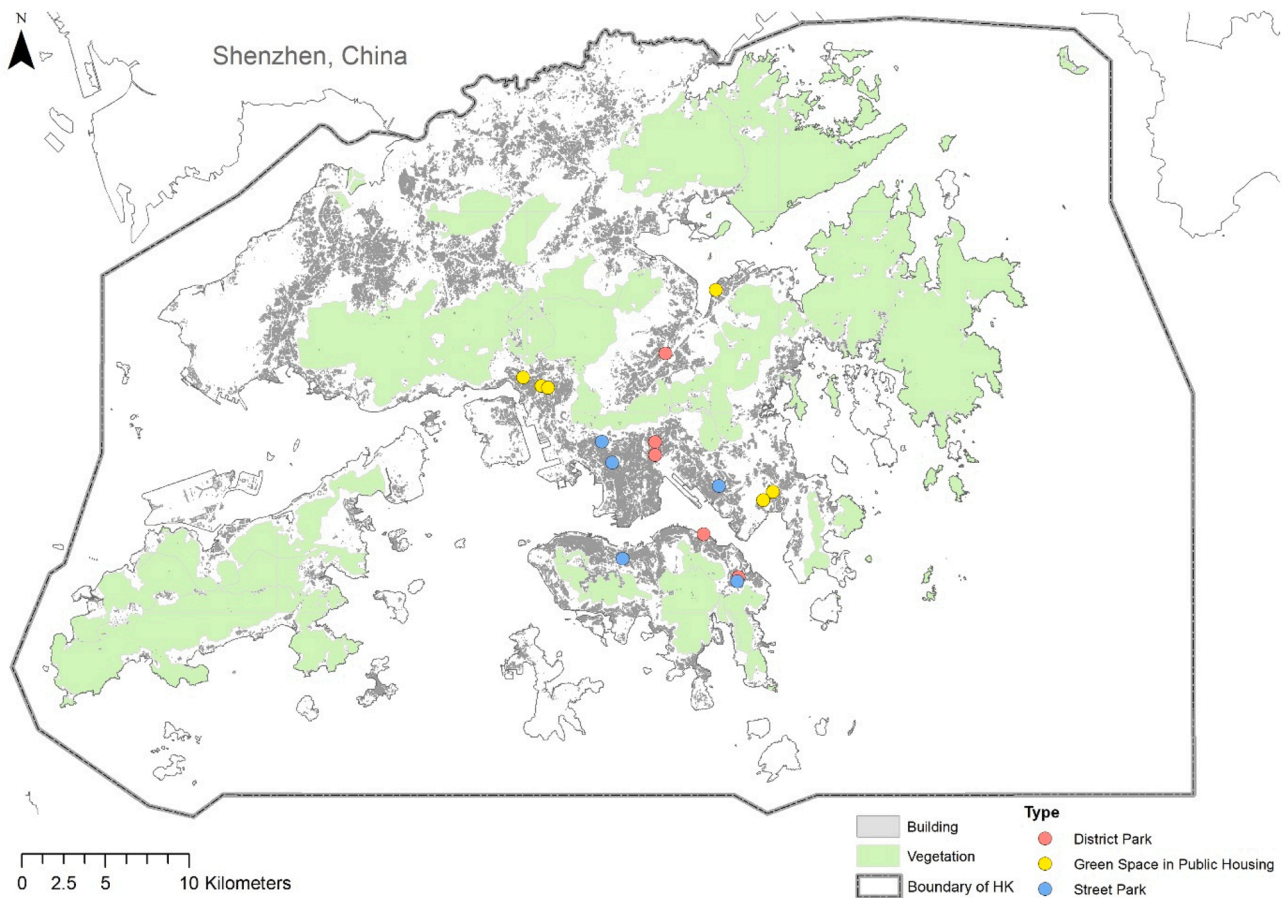 N
Shenzhen, China
Type
Building
District Park
Vegetation
Green Space in Public Housing
Boundary of HK
Street Park
0 2.5 5 10 Kilometers